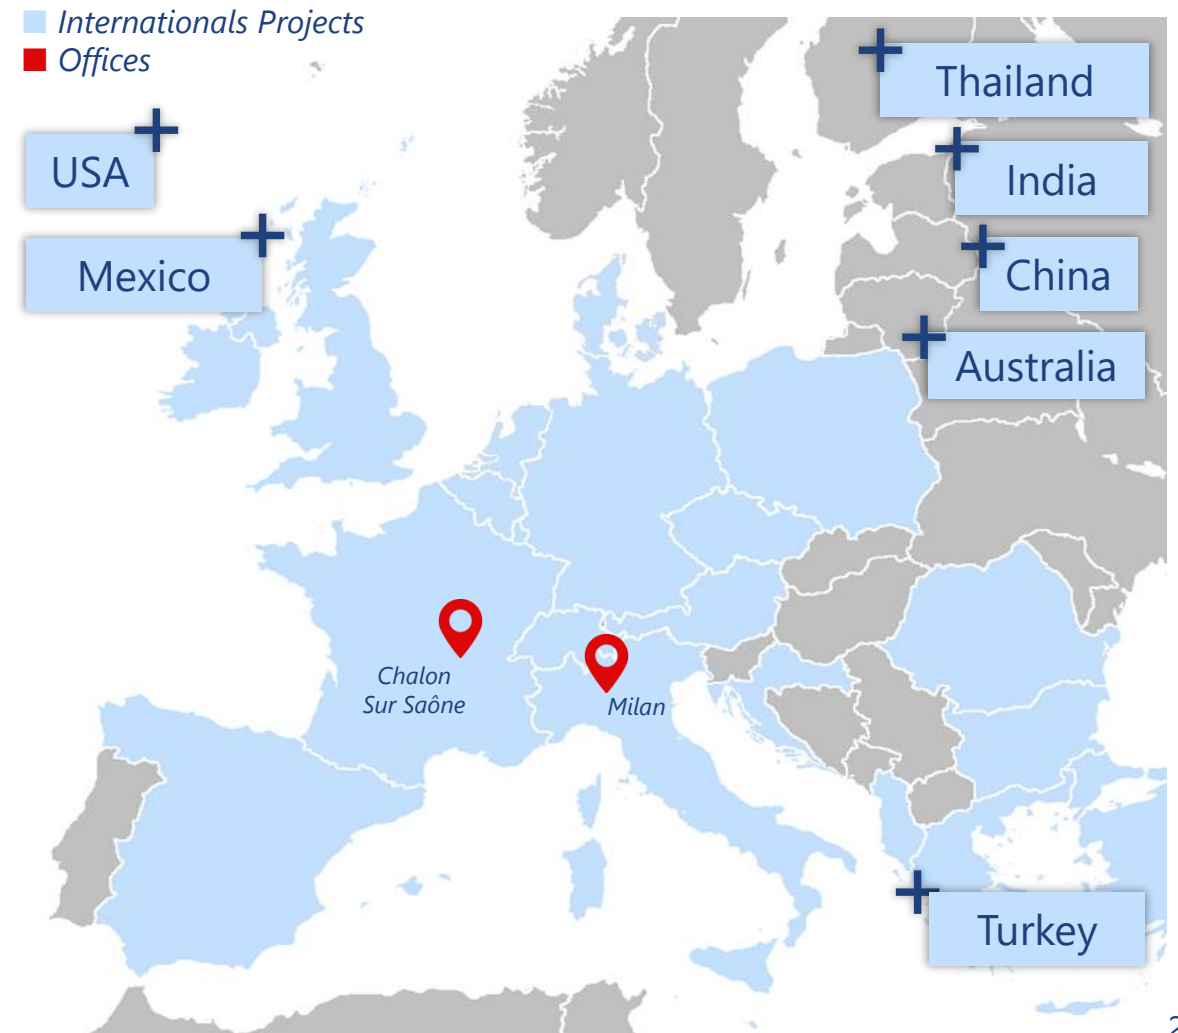 Internationals Projects
Offices
Thailand
USA
India
Mexico
China
Australia
Chalon
Sur Saône
Milan
Turkey